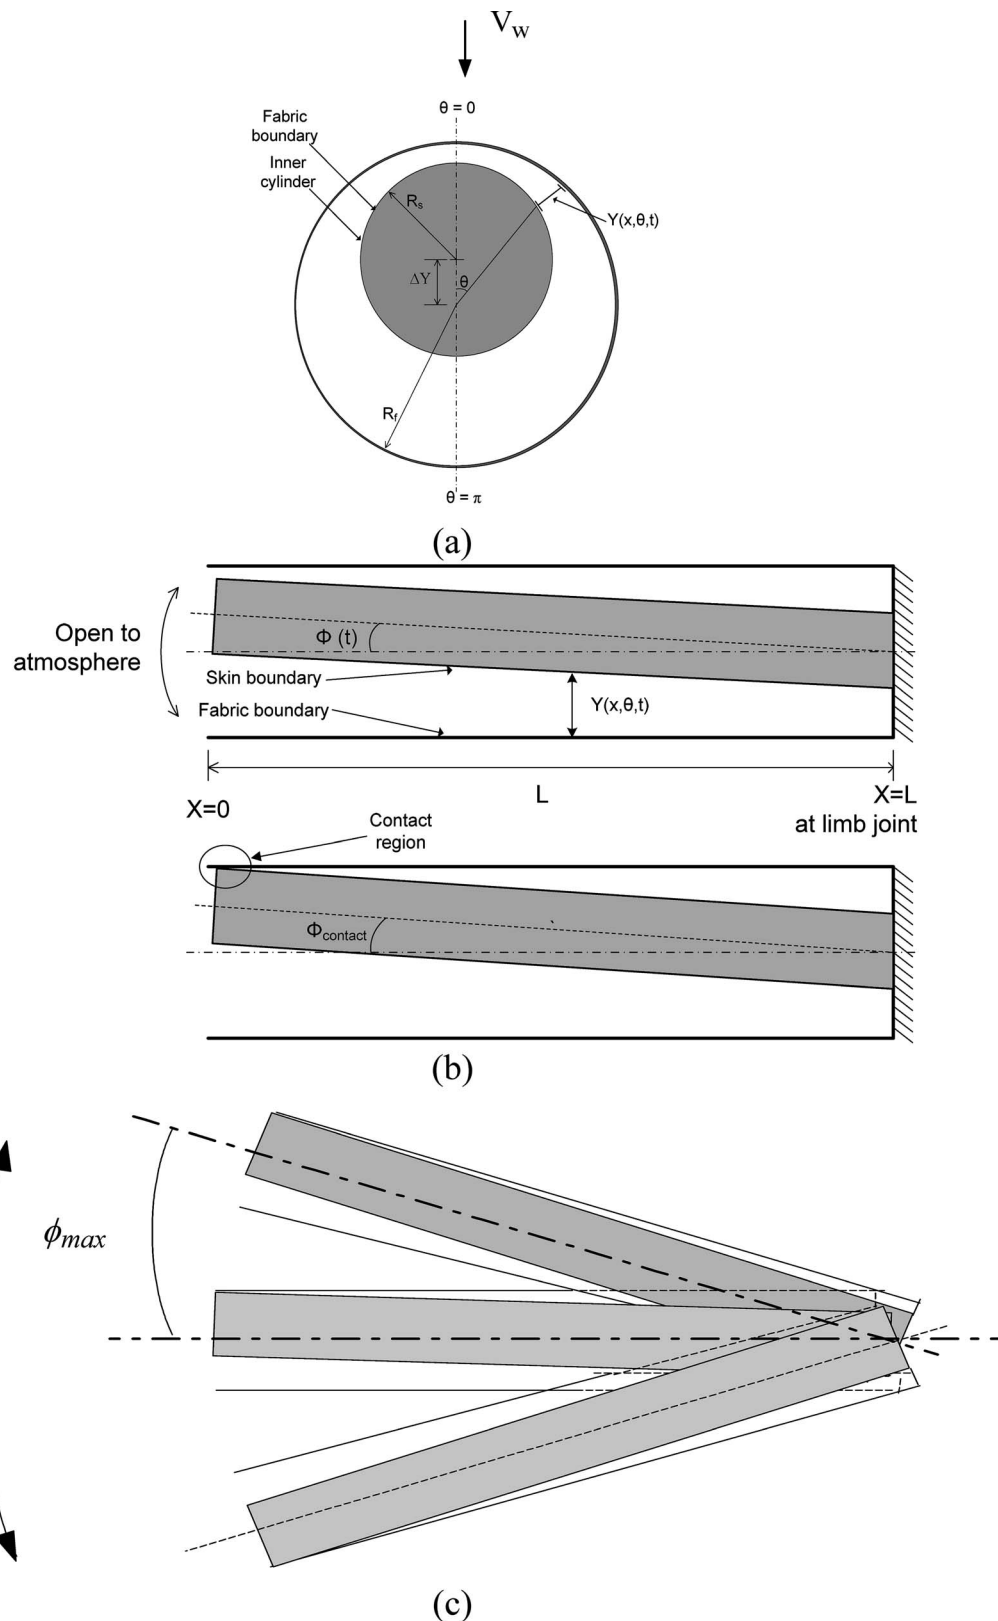 V_w
θ = 0
Fabric
boundary
Inner
cylinder
R_s
Y(x,θ,t)
ΔY
θ
R_f
θ = π
(a)
Open to
atmosphere
Φ (t)
Skin boundary
Fabric boundary
Y(x,θ,t)
X=0
L
X=L
at limb joint
Contact
region
Φ_contact
(b)
ϕ_max
(c)